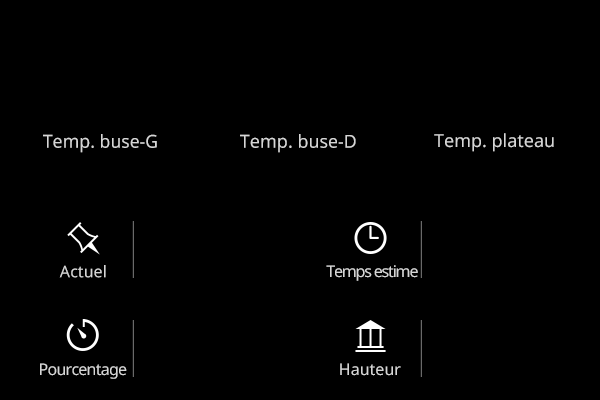 Temp. buse-G
Temp. buse-D
Temp. plateau
Actuel
Temps estime
Pourcentage
Hauteur